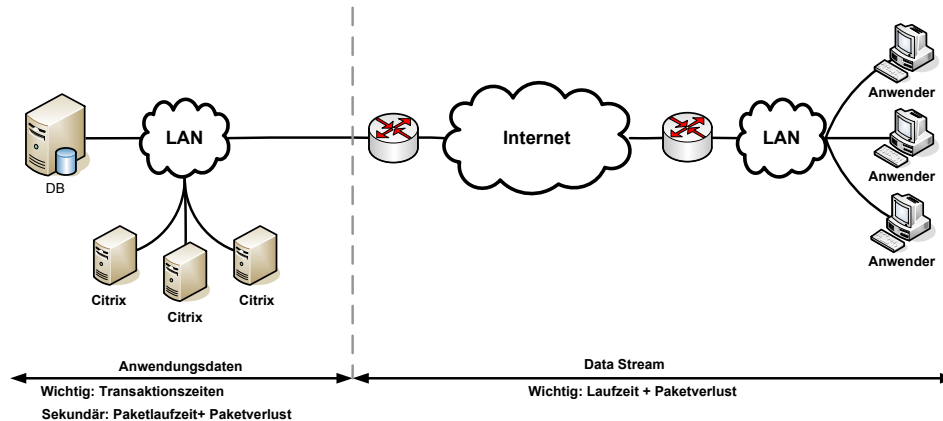 Anwender
LAN
Internet
LAN
Anwender
DB
Anwender
Citrix
Citrix
Citrix
Anwendungsdaten
Data Stream
Wichtig: Transaktionszeiten
Wichtig: Laufzeit + Paketverlust
Sekundär: Paketlaufzeit+ Paketverlust